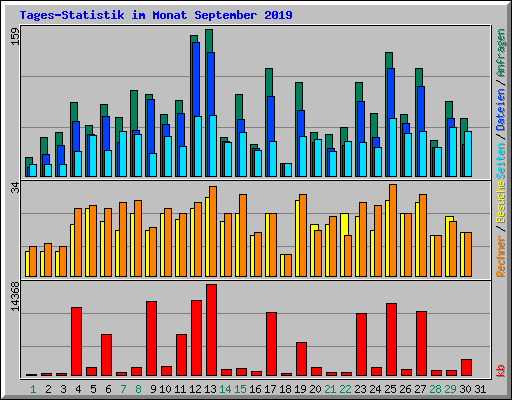 Tages-Statistik im Monat September 2019
159
34
14368
Rechner / Besuche Seiten / Dateien / Anfragen
kb
1 2 3 4 5 6 7 8 9 10 11 12 13 14 15 16 17 18 19 20 21 22 23 24 25 26 27 28 29 30 31